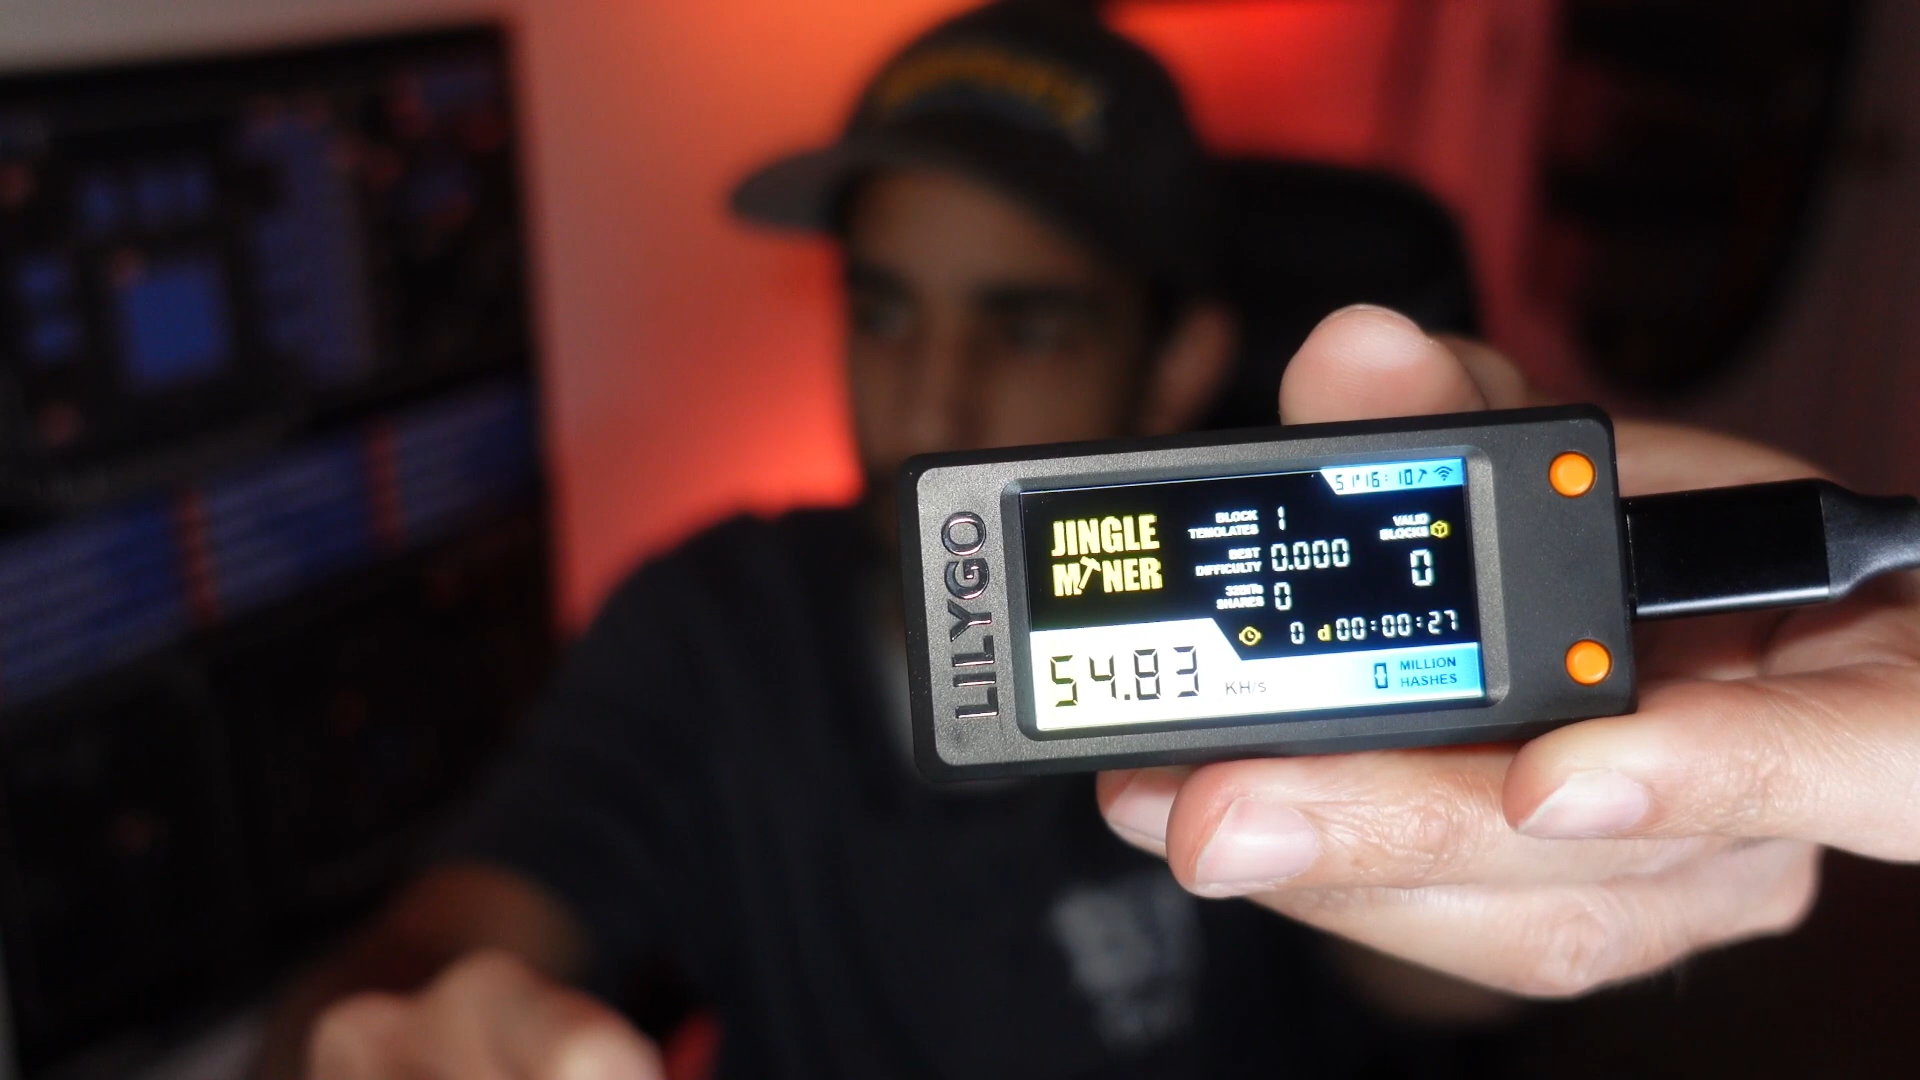 LILYGO
JINGLE
MINER
BLOCK
TEMPLATES
1
BEST
DIFFICULTY
0.000
32BITS
SHARES
0
VALID
BLOCKS
0
0 d 00:00:27
54.83 KH/s
0 MILLION
HASHES